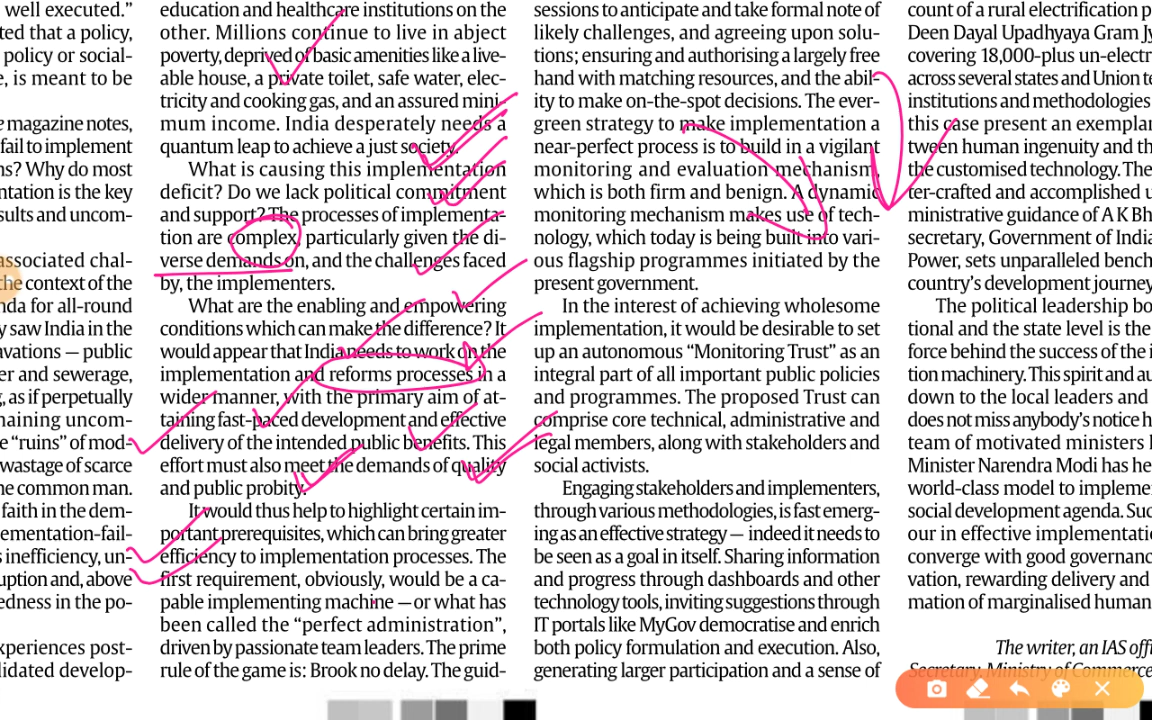 well executed.”
ted that a policy,
policy or social-
e, is meant to be
e magazine notes,
fail to implement
ns? Why do most
ntation is the key
sults and uncom-
associated chal-
the context of the
nda for all-round
y saw India in the
avations — public
er and sewerage,
g, as if perpetually
naining uncom-
e “ruins” of mod-
wastage of scarce
he common man.
faith in the dem-
ementation-fail-
s inefficiency, un-
uption and, above
edness in the po-
xperiences post-
lidated develop-
education and healthcare institutions on the
other. Millions continue to live in abject
poverty, deprived of basic amenities like a live-
able house, a private toilet, safe water, elec-
tricity and cooking gas, and an assured mini-
mum income. India desperately needs a
quantum leap to achieve a just society.
What is causing this implementation
deficit? Do we lack political commitment
and support? The processes of implementa-
tion are complex, particularly given the di-
verse demands on, and the challenges faced
by, the implementers.
What are the enabling and empowering
conditions which can make the difference? It
would appear that India needs to work on the
implementation and reforms processes in a
wider manner, with the primary aim of at-
taining fast-paced development and effective
delivery of the intended public benefits. This
effort must also meet the demands of quality
and public probity.
It would thus help to highlight certain im-
portant prerequisites, which can bring greater
efficiency to implementation processes. The
first requirement, obviously, would be a ca-
pable implementing machine — or what has
been called the “perfect administration”,
driven by passionate team leaders. The prime
rule of the game is: Brook no delay. The guid-
sessions to anticipate and take formal note of
likely challenges, and agreeing upon solu-
tions; ensuring and authorising a largely free
hand with matching resources, and the abil-
ity to make on-the-spot decisions. The ever-
green strategy to make implementation a
near-perfect process is to build in a vigilant
monitoring and evaluation mechanism,
which is both firm and benign. A dynamic
monitoring mechanism makes use of tech-
nology, which today is being built into vari-
ous flagship programmes initiated by the
present government.
In the interest of achieving wholesome
implementation, it would be desirable to set
up an autonomous “Monitoring Trust” as an
integral part of all important public policies
and programmes. The proposed Trust can
comprise core technical, administrative and
legal members, along with stakeholders and
social activists.
Engaging stakeholders and implementers,
through various methodologies, is fast emerg-
ing as an effective strategy — indeed it needs to
be seen as a goal in itself. Sharing information
and progress through dashboards and other
technology tools, inviting suggestions through
IT portals like MyGov democratise and enrich
both policy formulation and execution. Also,
generating larger participation and a sense of
count of a rural electrification p
Deen Dayal Upadhyaya Gram Jy
covering 18,000-plus un-electr
across several states and Union te
institutions and methodologies
this case present an exemplar
tween human ingenuity and th
the customised technology. The
ter-crafted and accomplished u
ministrative guidance of A K Bh
secretary, Government of India
Power, sets unparalleled bench
country’s development journey
The political leadership bo
tional and the state level is the
force behind the success of the i
tion machinery. This spirit and au
down to the local leaders and
does not miss anybody’s notice h
team of motivated ministers l
Minister Narendra Modi has he
world-class model to impleme
social development agenda. Suc
our in effective implementati
converge with good governanc
vation, rewarding delivery and
mation of marginalised human
The writer, an IAS offi
Secretary, Ministry of Commerce